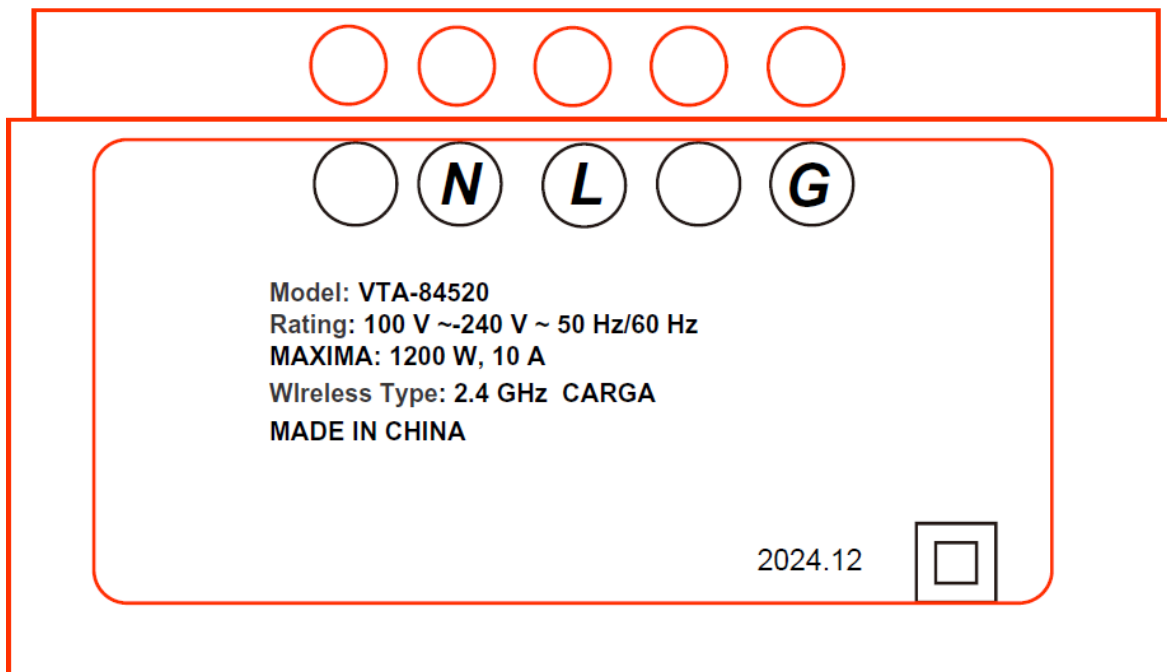 N L G
Model: VTA-84520
Rating: 100 V ~-240 V ~ 50 Hz/60 Hz
MAXIMA: 1200 W, 10 A
WIreless Type: 2.4 GHz CARGA
MADE IN CHINA
2024.12